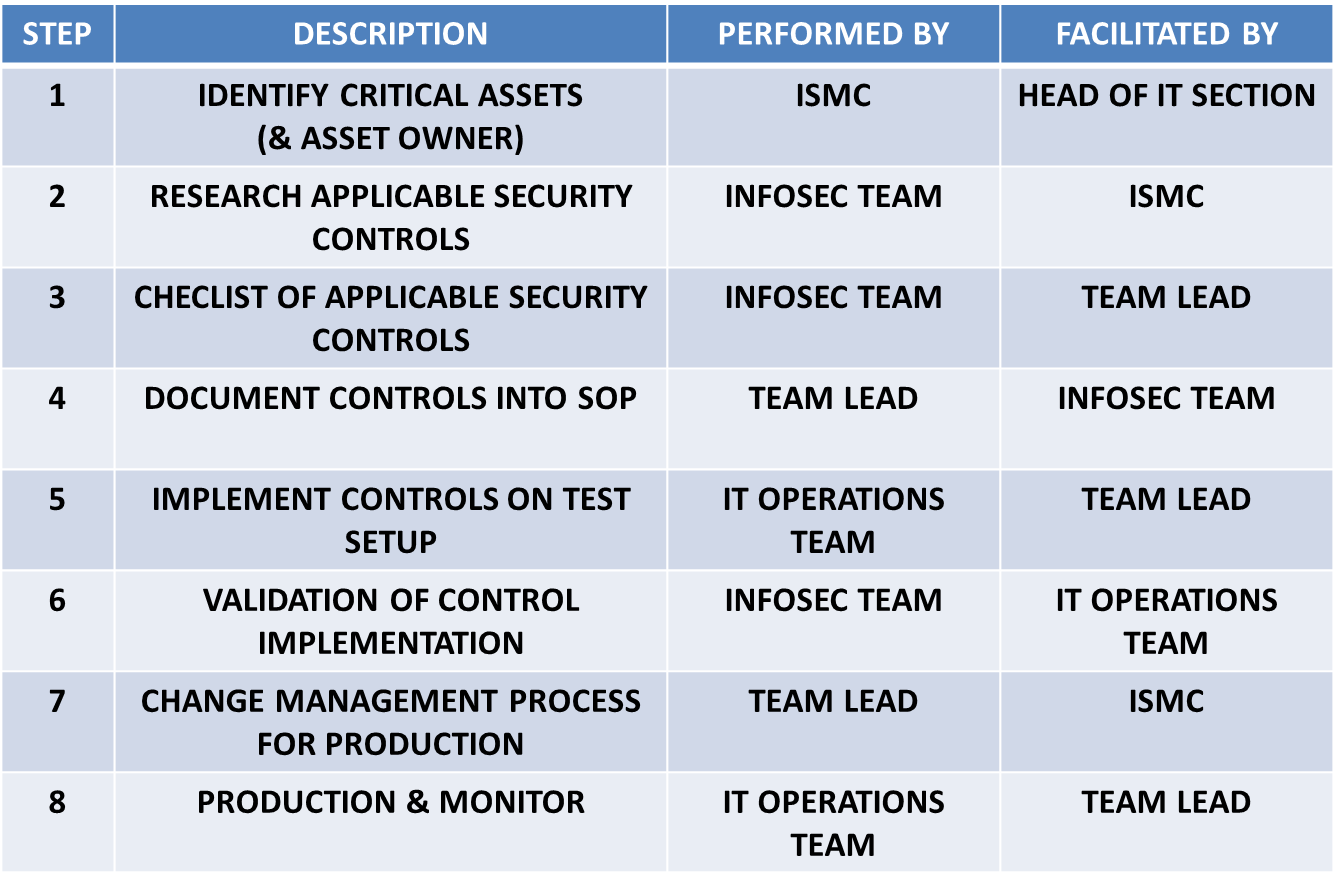 STEP DESCRIPTION PERFORMED BY FACILITATED BY
1 IDENTIFY CRITICAL ASSETS ISMC HEAD OF IT SECTION
(& ASSET OWNER)
2 RESEARCH APPLICABLE SECURITY INFOSEC TEAM ISMC
CONTROLS
3 CHECLIST OF APPLICABLE SECURITY INFOSEC TEAM TEAM LEAD
CONTROLS
4 DOCUMENT CONTROLS INTO SOP TEAM LEAD INFOSEC TEAM
5 IMPLEMENT CONTROLS ON TEST IT OPERATIONS TEAM LEAD
SETUP TEAM
6 VALIDATION OF CONTROL INFOSEC TEAM IT OPERATIONS
IMPLEMENTATION TEAM
7 CHANGE MANAGEMENT PROCESS TEAM LEAD ISMC
FOR PRODUCTION
8 PRODUCTION & MONITOR IT OPERATIONS TEAM LEAD
TEAM